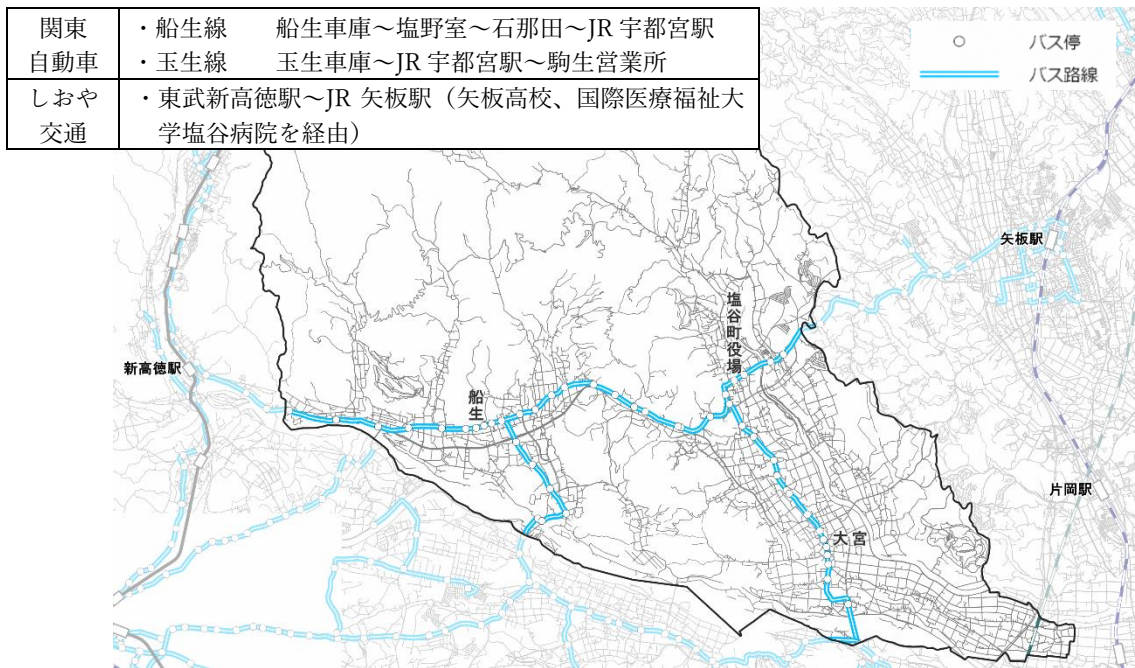 関東
自動車
・船生線 船生車庫～塩野室～石那田～JR 宇都宮駅
・玉生線 玉生車庫～JR 宇都宮駅～駒生営業所
しおや
交通
・東武新高徳駅～JR 矢板駅（矢板高校、国際医療福祉大
学塩谷病院を経由）
バス停
バス路線
矢板駅
塩谷町役場
新高徳駅
船生
片岡駅
大宮